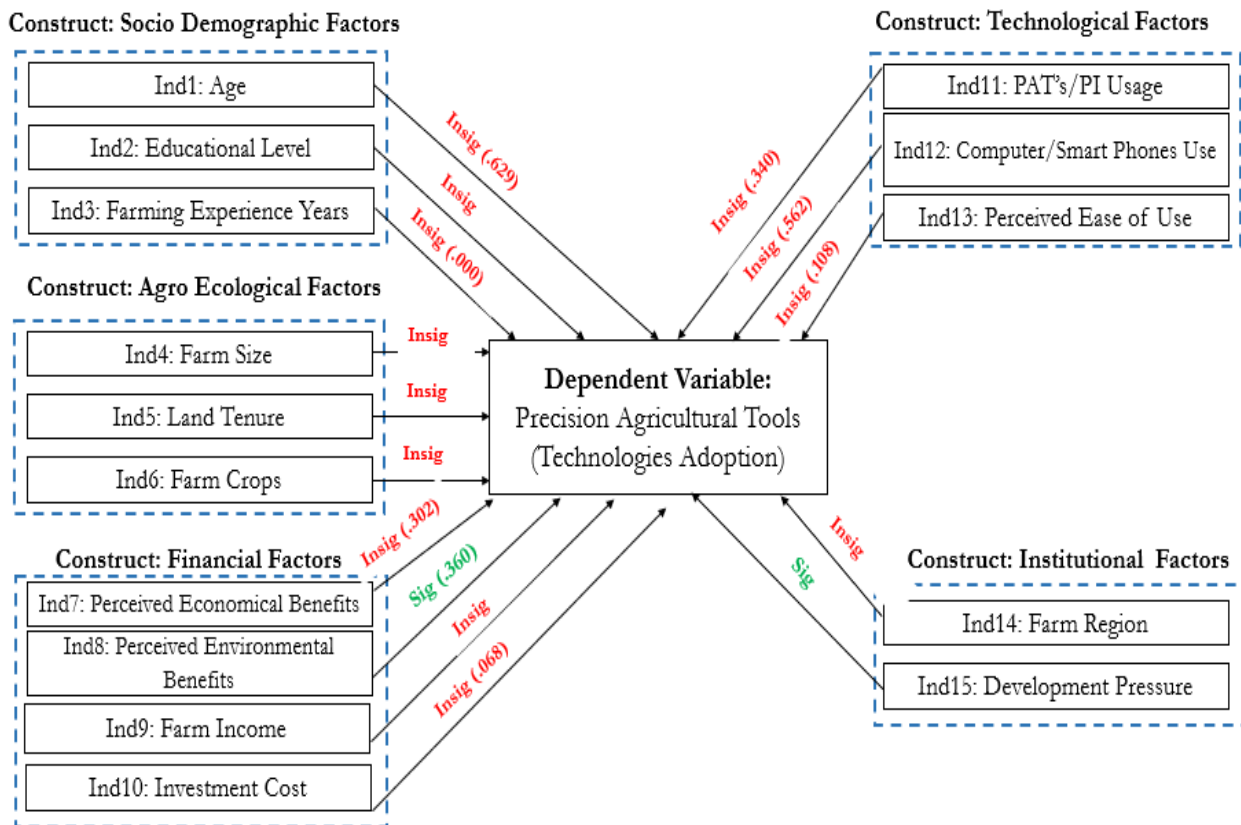 Construct: Socio Demographic Factors
Ind1: Age
Ind2: Educational Level
Ind3: Farming Experience Years
Insig (.629)
Insig
Insig (.000)
Construct: Technological Factors
Ind11: PAT's/PI Usage
Ind12: Computer/Smart Phones Use
Ind13: Perceived Ease of Use
Insig (.340)
Insig (.562)
Insig (.108)
Construct: Agro Ecological Factors
Ind4: Farm Size
Ind5: Land Tenure
Ind6: Farm Crops
Insig
Insig
Insig
Dependent Variable:
Precision Agricultural Tools
(Technologies Adoption)
Construct: Financial Factors
Ind7: Perceived Economical Benefits
Ind8: Perceived Environmental
Benefits
Ind9: Farm Income
Ind10: Investment Cost
Insig (.302)
Sig (.360)
Insig
Insig (.068)
Construct: Institutional Factors
Ind14: Farm Region
Ind15: Development Pressure
Insig
Sig